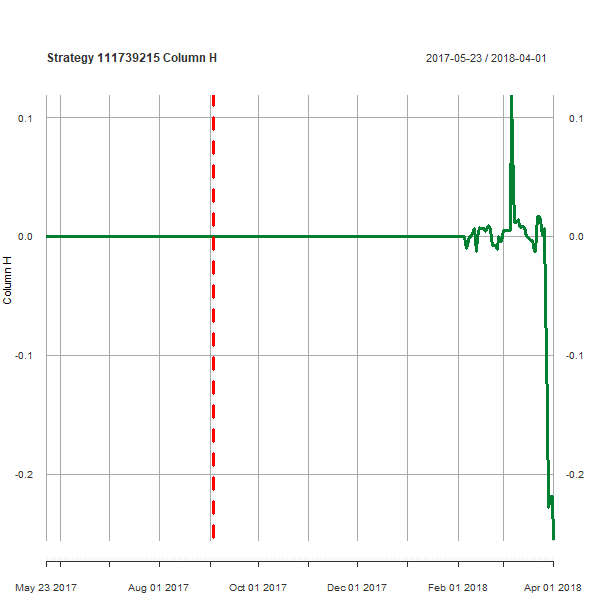 Strategy 111739215 Column H
2017-05-23 / 2018-04-01
0.1
0.1
0.0
0.0
Column H
-0.1
-0.1
-0.2
-0.2
May 23 2017
Aug 01 2017
Oct 01 2017
Dec 01 2017
Feb 01 2018
Apr 01 2018